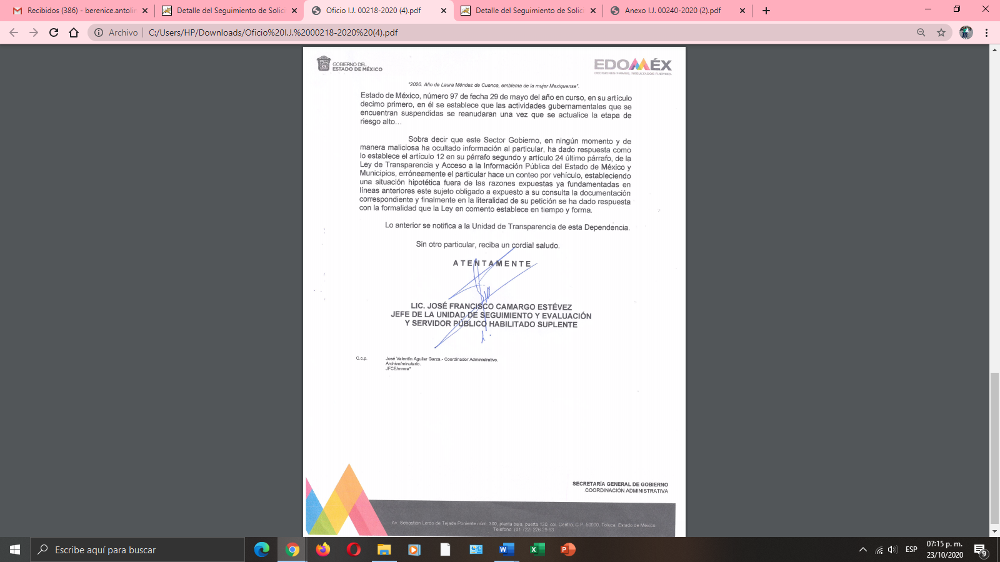 Recibidos (386) - berenice.antolin
Detalle del Seguimiento de Solici
Oficio I.J. 00218-2020 (4).pdf
Detalle del Seguimiento de Solici
Anexo I.J. 00240-2020 (2).pdf
Archivo
C:/Users/HP/Downloads/Oficio%20I.J.%2000218-2020%20(4).pdf
GOBIERNO DEL
ESTADO DE MÉXICO
EDOMÉX
DECISIONES FIRMES, RESULTADOS FUERTES.
"2020. Año de Laura Méndez de Cuenca, emblema de la mujer Mexiquense".
Estado de México, número 97 de fecha 29 de mayo del año en curso, en su artículo
decimo primero, en él se establece que las actividades gubernamentales que se
encuentran suspendidas se reanudaran una vez que se actualice la etapa de
riesgo alto…
Sobra decir que este Sector Gobierno, en ningún momento y de
manera maliciosa ha ocultado información al particular, ha dado respuesta como
lo establece el artículo 12 en su párrafo segundo y artículo 24 último párrafo, de la
Ley de Transparencia y Acceso a la Información Pública del Estado de México y
Municipios, erróneamente el particular hace un conteo por vehículo, estableciendo
una situación hipotética fuera de las razones expuestas ya fundamentadas en
líneas anteriores este sujeto obligado a expuesto a su consulta la documentación
correspondiente y finalmente en la literalidad de su petición se ha dado respuesta
con la formalidad que la Ley en comento establece en tiempo y forma.
Lo anterior se notifica a la Unidad de Transparencia de esta Dependencia.
Sin otro particular, reciba un cordial saludo.
A T E N T A M E N T E
LIC. JOSÉ FRANCISCO CAMARGO ESTÉVEZ
JEFE DE LA UNIDAD DE SEGUIMIENTO Y EVALUACIÓN
Y SERVIDOR PÚBLICO HABILITADO SUPLENTE
C.c.p. José Valentín Aguilar Garza.- Coordinador Administrativo.
Archivo/minutario.
JFCE/mmra*
SECRETARÍA GENERAL DE GOBIERNO
COORDINACIÓN ADMINISTRATIVA
Av. Sebastián Lerdo de Tejada Poniente núm. 300, planta baja, puerta 130, col. Centro, C.P. 50000, Toluca, Estado de México.
Teléfono: (01 722) 226 29 93.
Escribe aquí para buscar
ESP
07:15 p. m.
23/10/2020
9